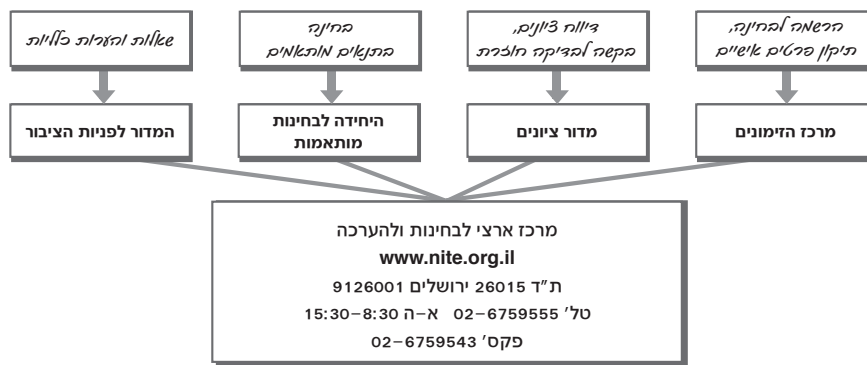 הרשמה לבחינה,
תיקון פרטים אישיים
דיווח ציונים,
בקשה לבדיקה חוזרת
בחינה
בתנאים מותאמים
שאלות והערות כלליות
מרכז הזימונים
מדור ציונים
היחידה לבחינות
מותאמות
המדור לפניות הציבור
מרכז ארצי לבחינות ולהערכה
www.nite.org.il
ת"ד 26015 ירושלים 9126001
טל' 02-6759555 א-ה 8:30-15:30
פקס' 02-6759543